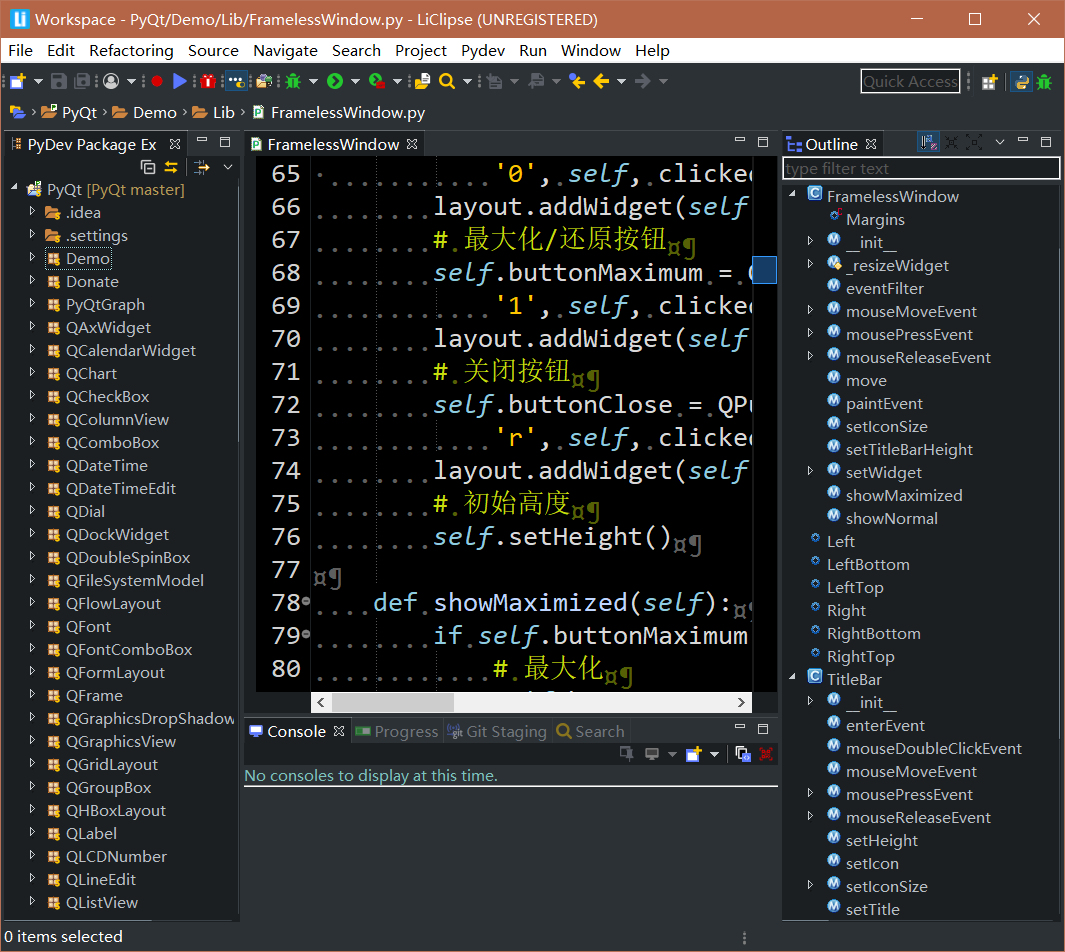 Workspace - PyQt/Demo/Lib/FramelessWindow.py - LiClipse (UNREGISTERED)
File Edit Refactoring Source Navigate Search Project Pydev Run Window Help
Quick Access
PyQt Demo Lib FramelessWindow.py
PyDev Package Ex
PyQt [PyQt master]
.idea
.settings
Demo
Donate
PyQtGraph
QAxWidget
QCalendarWidget
QChart
QCheckBox
QColumnView
QComboBox
QDateTime
QDateTimeEdit
QDial
QDockWidget
QDoubleSpinBox
QFileSystemModel
QFlowLayout
QFont
QFontComboBox
QFormLayout
QFrame
QGraphicsDropShadow
QGraphicsView
QGridLayout
QGroupBox
QHBoxLayout
QLabel
QLCDNumber
QLineEdit
QListView
FramelessWindow
65 '0', self, clicked
66 layout.addWidget(self
67 # 最大化/还原按钮¤¶
68 self.buttonMaximum =
69 '1', self, clicked
70 layout.addWidget(self
71 # 关闭按钮¤¶
72 self.buttonClose = QPu
73 'r', self, clicked
74 layout.addWidget(self
75 # 初始高度¤¶
76 self.setHeight()¤¶
77 ¤¶
78 def showMaximized(self):¤¶
79 if self.buttonMaximum
80 # 最大化¤¶
Console Progress Git Staging Search
No consoles to display at this time.
Outline
type filter text
FramelessWindow
Margins
__init__
_resizeWidget
eventFilter
mouseMoveEvent
mousePressEvent
mouseReleaseEvent
move
paintEvent
setIconSize
setTitleBarHeight
setWidget
showMaximized
showNormal
Left
LeftBottom
LeftTop
Right
RightBottom
RightTop
TitleBar
__init__
enterEvent
mouseDoubleClickEvent
mouseMoveEvent
mousePressEvent
mouseReleaseEvent
setHeight
setIcon
setIconSize
setTitle
0 items selected